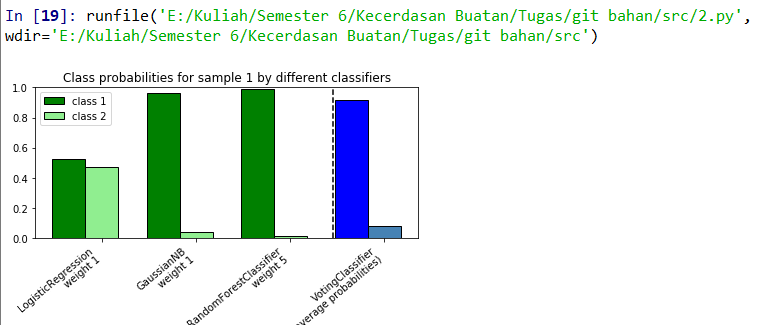 In [19]: runfile('E:/Kuliah/Semester 6/Kecerdasan Buatan/Tugas/git bahan/src/2.py',
wdir='E:/Kuliah/Semester 6/Kecerdasan Buatan/Tugas/git bahan/src')
Class probabilities for sample 1 by different classifiers
1.0
class 1
class 2
0.8
0.6
0.4
0.2
0.0
LogisticRegression
weight 1
GaussianNB
weight 1
RandomForestClassifier
weight 5
VotingClassifier
verage probabilities)